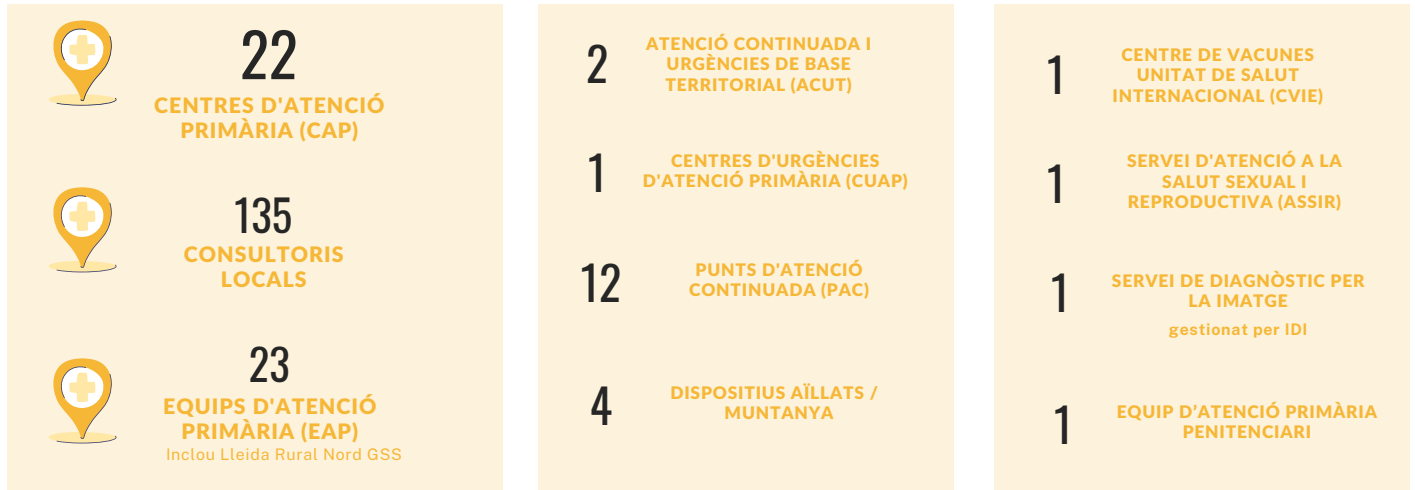 22
CENTRES D'ATENCIÓ
PRIMÀRIA (CAP)
135
CONSULTORIS
LOCALS
23
EQUIPS D'ATENCIÓ
PRIMÀRIA (EAP)
Inclou Lleida Rural Nord GSS
2
ATENCIÓ CONTINUADA I
URGÈNCIES DE BASE
TERRITORIAL (ACUT)
1
CENTRES D'URGÈNCIES
D'ATENCIÓ PRIMÀRIA (CUAP)
12
PUNTS D'ATENCIÓ
CONTINUADA (PAC)
4
DISPOSITIUS AÏLLATS /
MUNTANYA
1
CENTRE DE VACUNES
UNITAT DE SALUT
INTERNACIONAL (CVIE)
1
SERVEI D'ATENCIÓ A LA
SALUT SEXUAL I
REPRODUCTIVA (ASSIR)
1
SERVEI DE DIAGNÒSTIC PER
LA IMATGE
gestionat per IDI
1
EQUIP D'ATENCIÓ PRIMÀRIA
PENITENCIARI